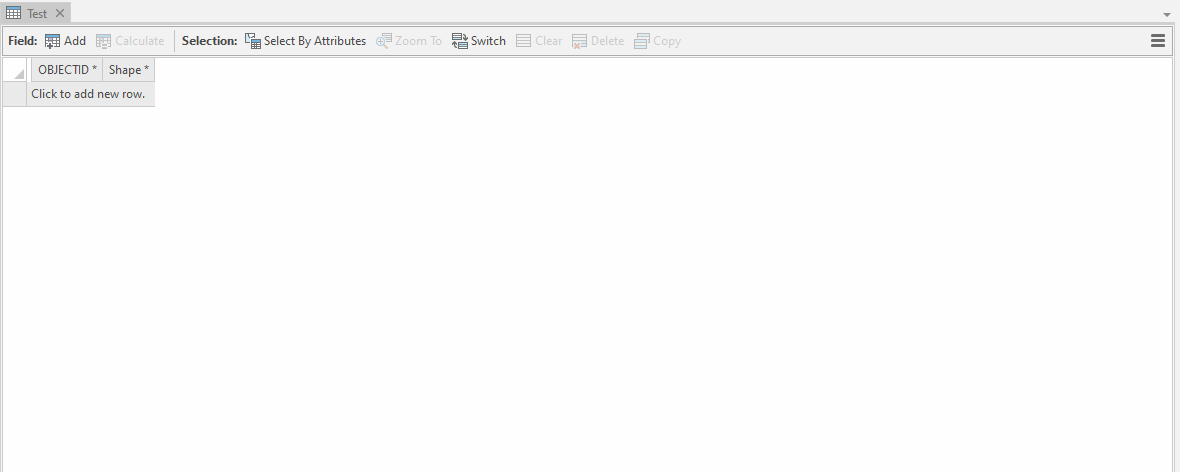 Test
Field: Add Calculate Selection: Select By Attributes Zoom To Switch Clear Delete Copy
OBJECTID * Shape *
Click to add new row.